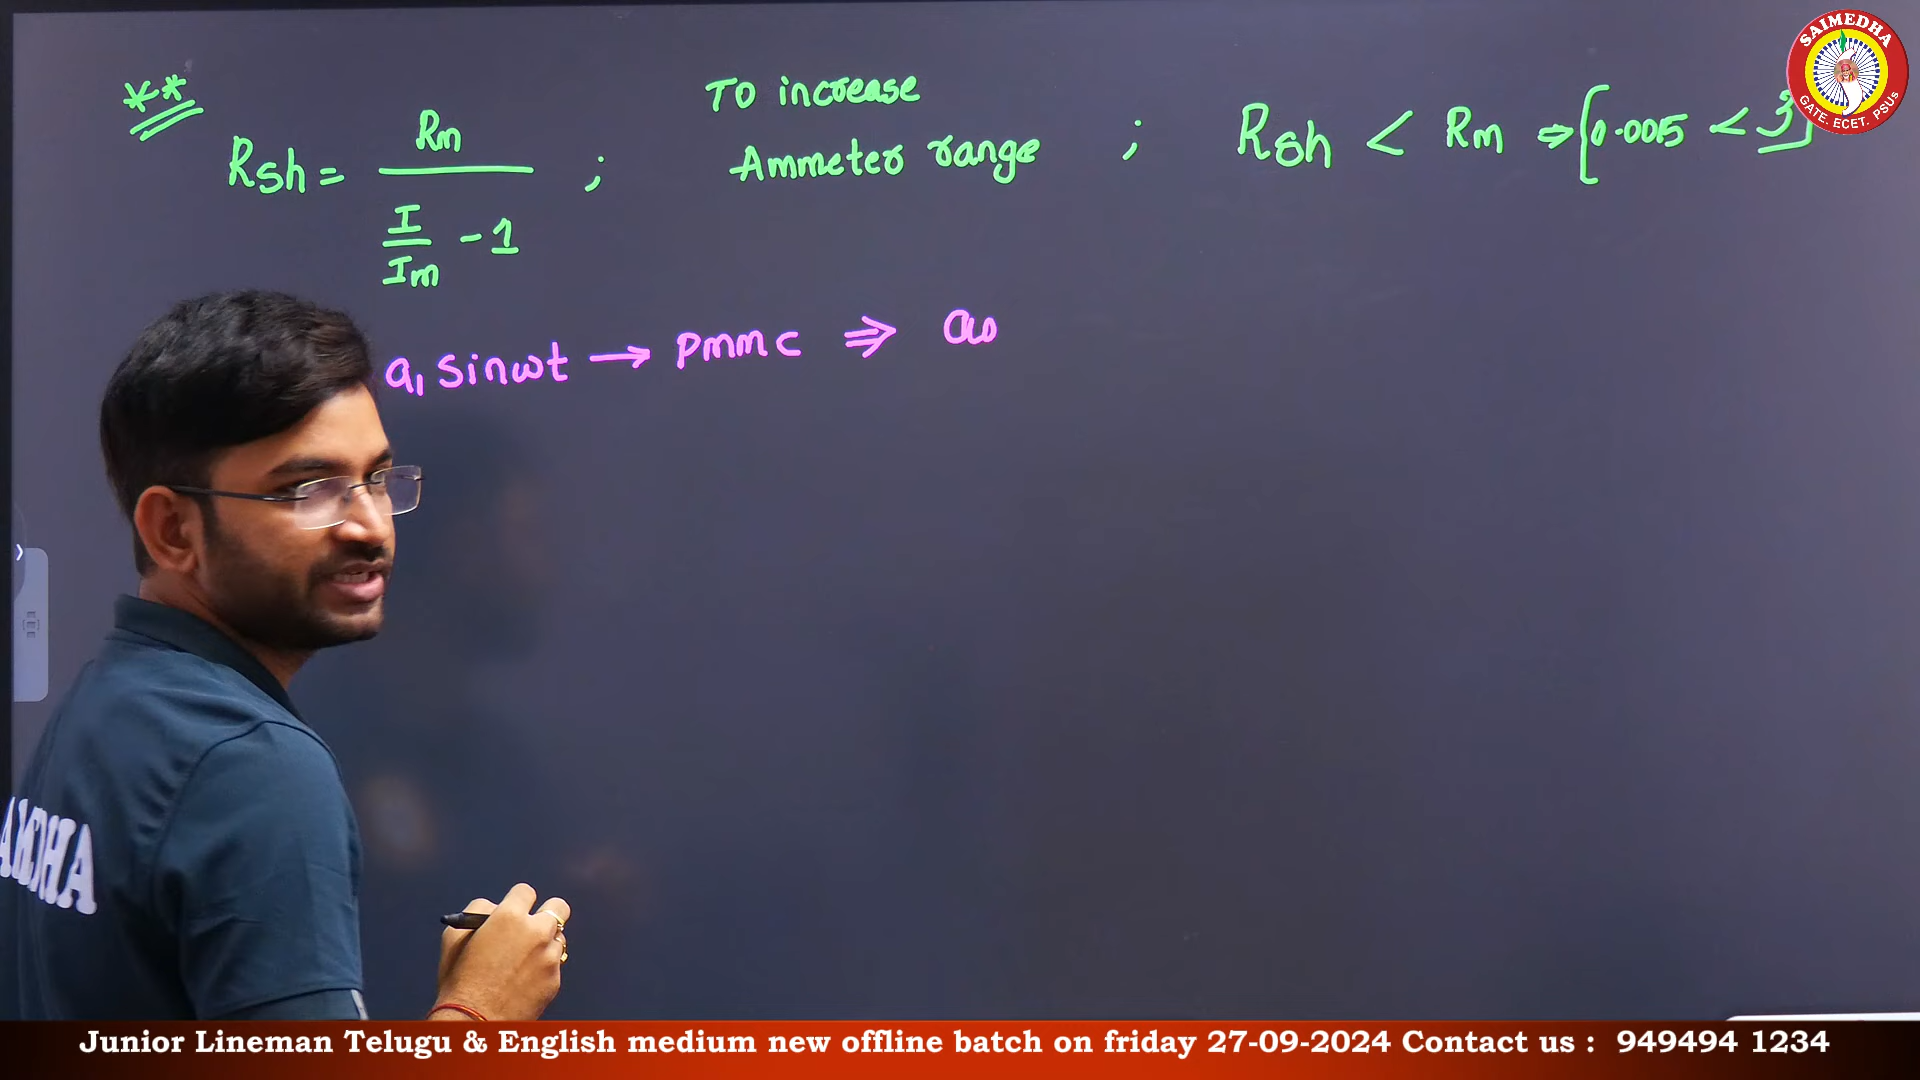 **
Rsh = Rm / (I/Im - 1) ;
To increase
Ammeter range ;
Rsh < Rm ⇒ [0.0015 < 3]
a1 sinωt → PMMC ⇒ a0
SAIMEDHA
GATE. ECET. PSUs
Junior Lineman Telugu & English medium new offline batch on friday 27-09-2024 Contact us : 949494 1234